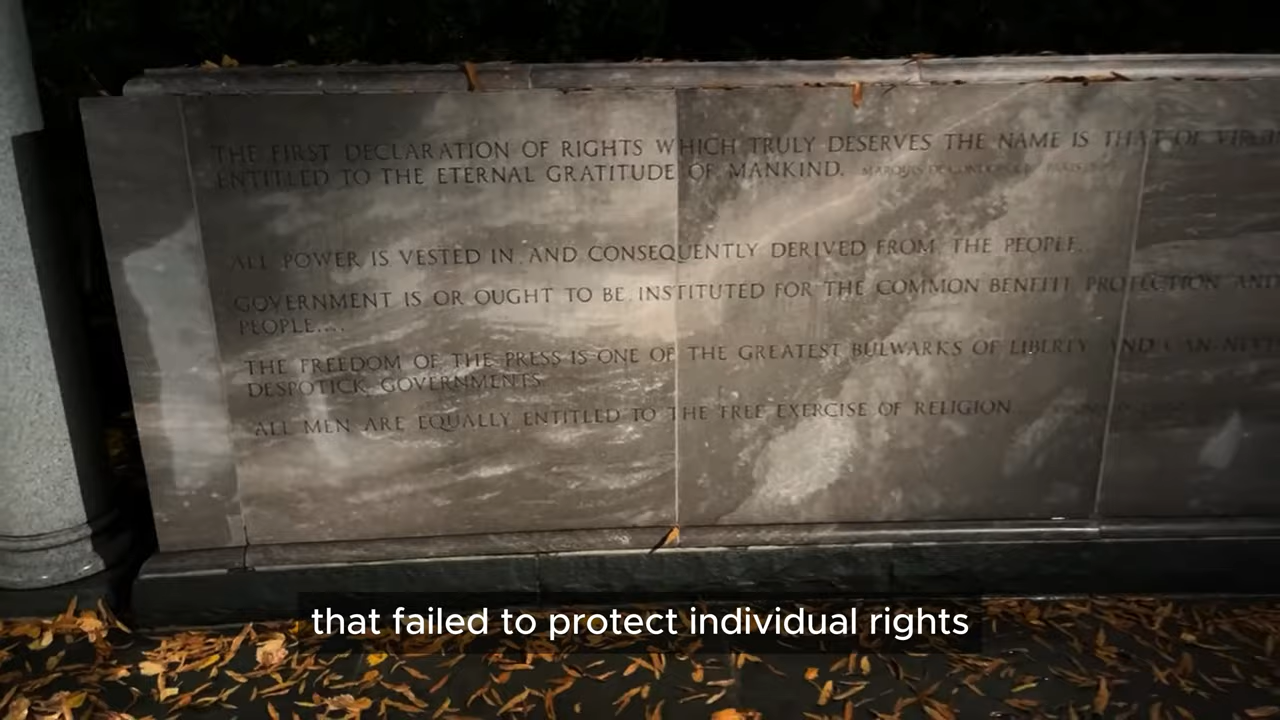 THE FIRST DECLARATION OF RIGHTS WHICH TRULY DESERVES THE NAME IS THAT OF
ENTITLED TO THE ETERNAL GRATITUDE OF MANKIND.
ALL POWER IS VESTED IN, AND CONSEQUENTLY DERIVED FROM, THE PEOPLE...
GOVERNMENT IS OR OUGHT TO BE, INSTITUTED FOR THE COMMON BENEFIT PROTECTION AND
PEOPLE....
THE FREEDOM OF THE PRESS IS ONE OF THE GREATEST BULWARKS OF LIBERTY AND CAN
DESPOTICK GOVERNMENTS
ALL MEN ARE EQUALLY ENTITLED TO THE FREE EXERCISE OF RELIGION
that failed to protect individual rights